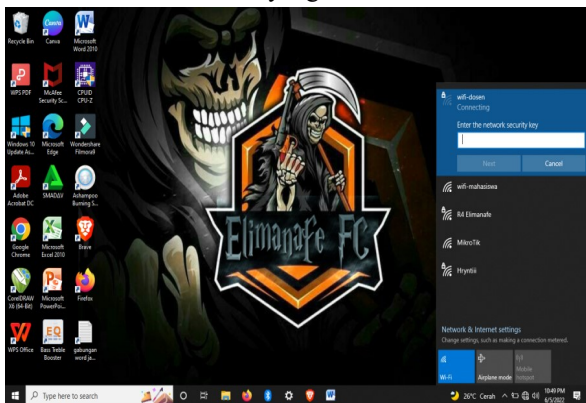 Recycle Bin
Canva
Microsoft
Word 2010
WPS PDF
McAfee
Security Sc...
CPUID
CPU-Z
Windows 10
Update As...
Microsoft
Edge
Wondershare
Filmora9
Adobe
Acrobat DC
SMADAV
Ashampoo
Burning S...
Google
Chrome
Microsoft
Excel 2010
Brave
CorelDRAW
X6 (64-Bit)
Microsoft
PowerPoi...
Firefox
WPS Office
Bass Treble
Booster
gabungan
word ja...
Elimanafe FC
wifi-dosen
Connecting
Enter the network security key
Next
Cancel
wifi-mahasiswa
R4 Elimanafe
MikroTik
Hryntiii
Network & Internet settings
Change settings, such as making a connection metered.
Wi-Fi
Airplane mode
Mobile
hotspot
Type here to search
26°C Cerah
10:49 PM
6/5/2022